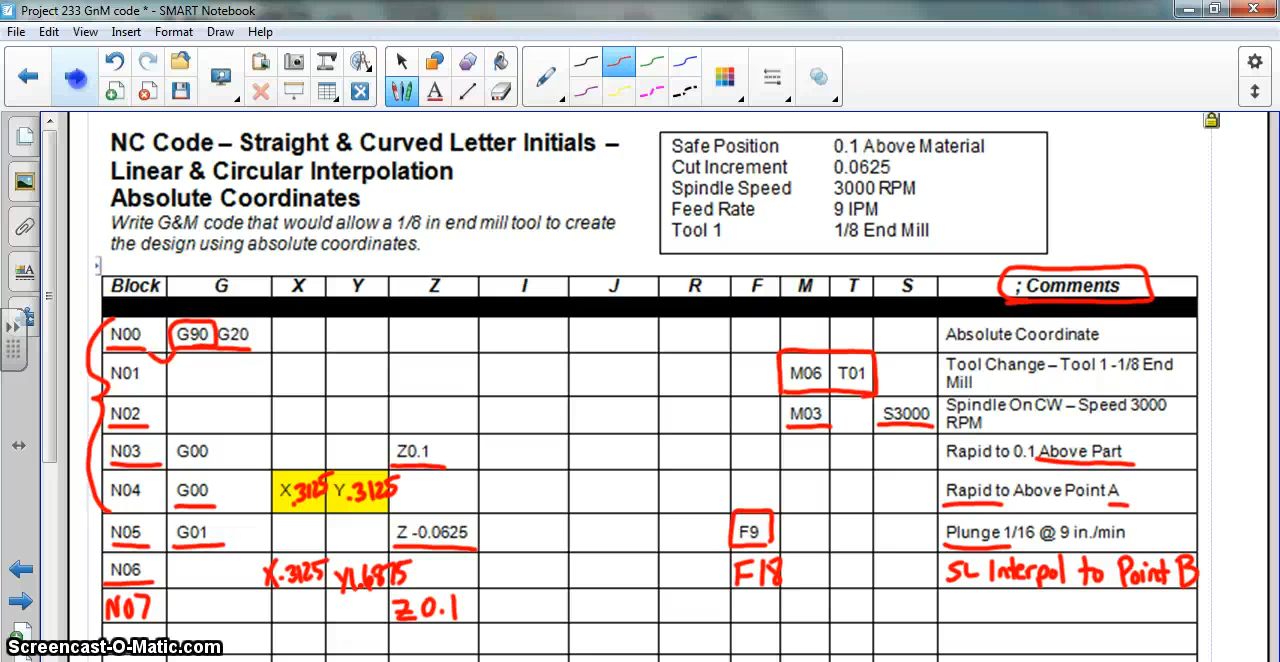 Project 233 GnM code * - SMART Notebook
File Edit View Insert Format Draw Help
NC Code – Straight & Curved Letter Initials –
Linear & Circular Interpolation
Absolute Coordinates
Write G&M code that would allow a 1/8 in end mill tool to create
the design using absolute coordinates.
Safe Position 0.1 Above Material
Cut Increment 0.0625
Spindle Speed 3000 RPM
Feed Rate 9 IPM
Tool 1 1/8 End Mill
Block G X Y Z I J R F M T S ; Comments
N00 G90 G20 Absolute Coordinate
N01 M06 T01 Tool Change – Tool 1 -1/8 End
Mill
N02 M03 S3000 Spindle On CW – Speed 3000
RPM
N03 G00 Z0.1 Rapid to 0.1 Above Part
N04 G00 X .3125 Y .3125 Rapid to Above Point A
N05 G01 Z -0.0625 F9 Plunge 1/16 @ 9 in./min
N06 X.3125 Y1.6875 F18 SL Interpol to Point B
N07 Z0.1
Screencast-O-Matic.com